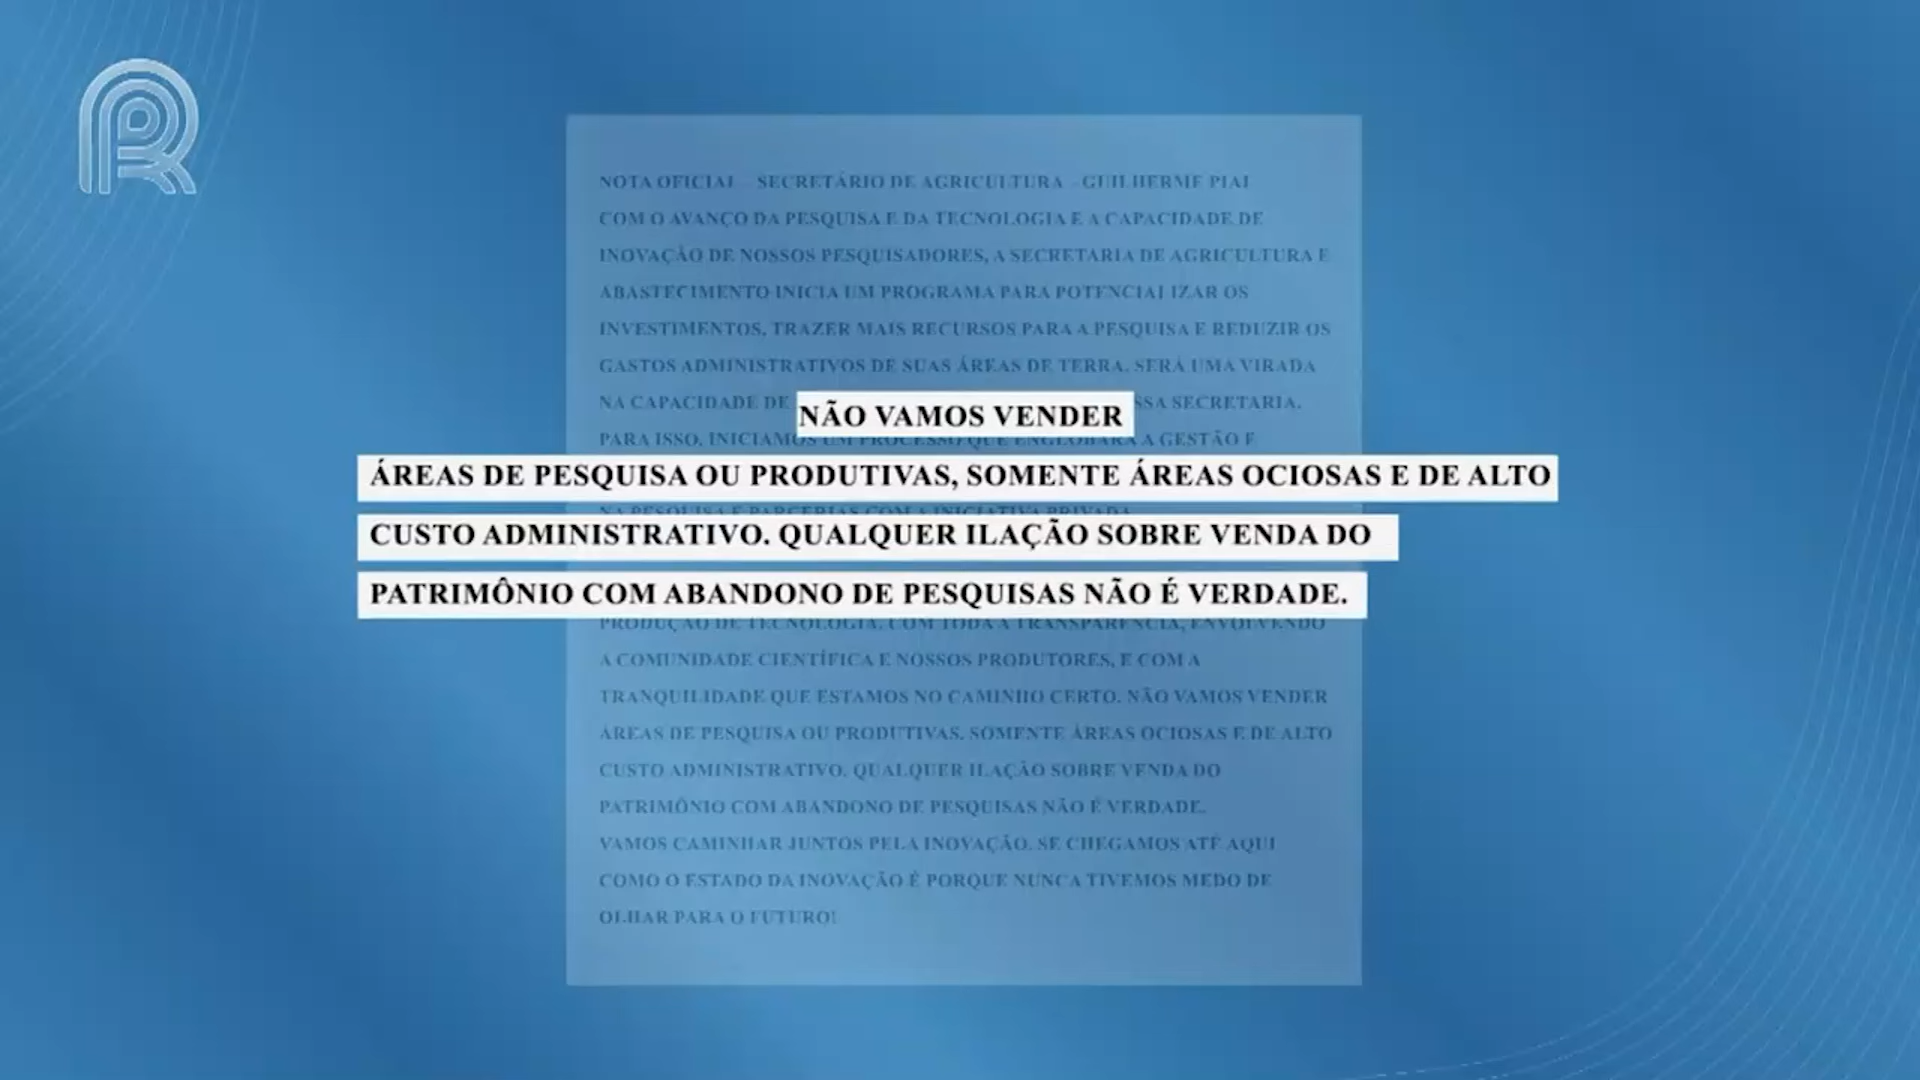 NOTA OFICIAL - SECRETÁRIO DE AGRICULTURA - GUILHERME PIAI
COM O AVANÇO DA PESQUISA E DA TECNOLOGIA E A CAPACIDADE DE
INOVAÇÃO DE NOSSOS PESQUISADORES, A SECRETARIA DE AGRICULTURA E
ABASTECIMENTO INICIA UM PROGRAMA PARA POTENCIALIZAR OS
INVESTIMENTOS, TRAZER MAIS RECURSOS PARA A PESQUISA E REDUZIR OS
GASTOS ADMINISTRATIVOS DE SUAS ÁREAS DE TERRA. SERÁ UMA VIRADA
NA CAPACIDADE DE SECRETARIA.
NÃO VAMOS VENDER
PARA ISSO, INICIAMOS UM PROCESSO QUE ENGLOBARÁ A GESTÃO E
ÁREAS DE PESQUISA OU PRODUTIVAS, SOMENTE ÁREAS OCIOSAS E DE ALTO
NA PESQUISA E PARCERIAS COM A INICIATIVA PRIVADA
CUSTO ADMINISTRATIVO. QUALQUER ILAÇÃO SOBRE VENDA DO
PATRIMÔNIO COM ABANDONO DE PESQUISAS NÃO É VERDADE.
PRODUÇÃO DE TECNOLOGIA. COM TODA A TRANSPARÊNCIA, ENVOLVENDO
A COMUNIDADE CIENTÍFICA E NOSSOS PRODUTORES, E COM A
TRANQUILIDADE QUE ESTAMOS NO CAMINHO CERTO. NÃO VAMOS VENDER
ÁREAS DE PESQUISA OU PRODUTIVAS, SOMENTE ÁREAS OCIOSAS E DE ALTO
CUSTO ADMINISTRATIVO. QUALQUER ILAÇÃO SOBRE VENDA DO
PATRIMÔNIO COM ABANDONO DE PESQUISAS NÃO É VERDADE.
VAMOS CAMINHAR JUNTOS PELA INOVAÇÃO. SE CHEGAMOS ATÉ AQUI
COMO O ESTADO DA INOVAÇÃO É PORQUE NUNCA TIVEMOS MEDO DE
OLHAR PARA O FUTURO!